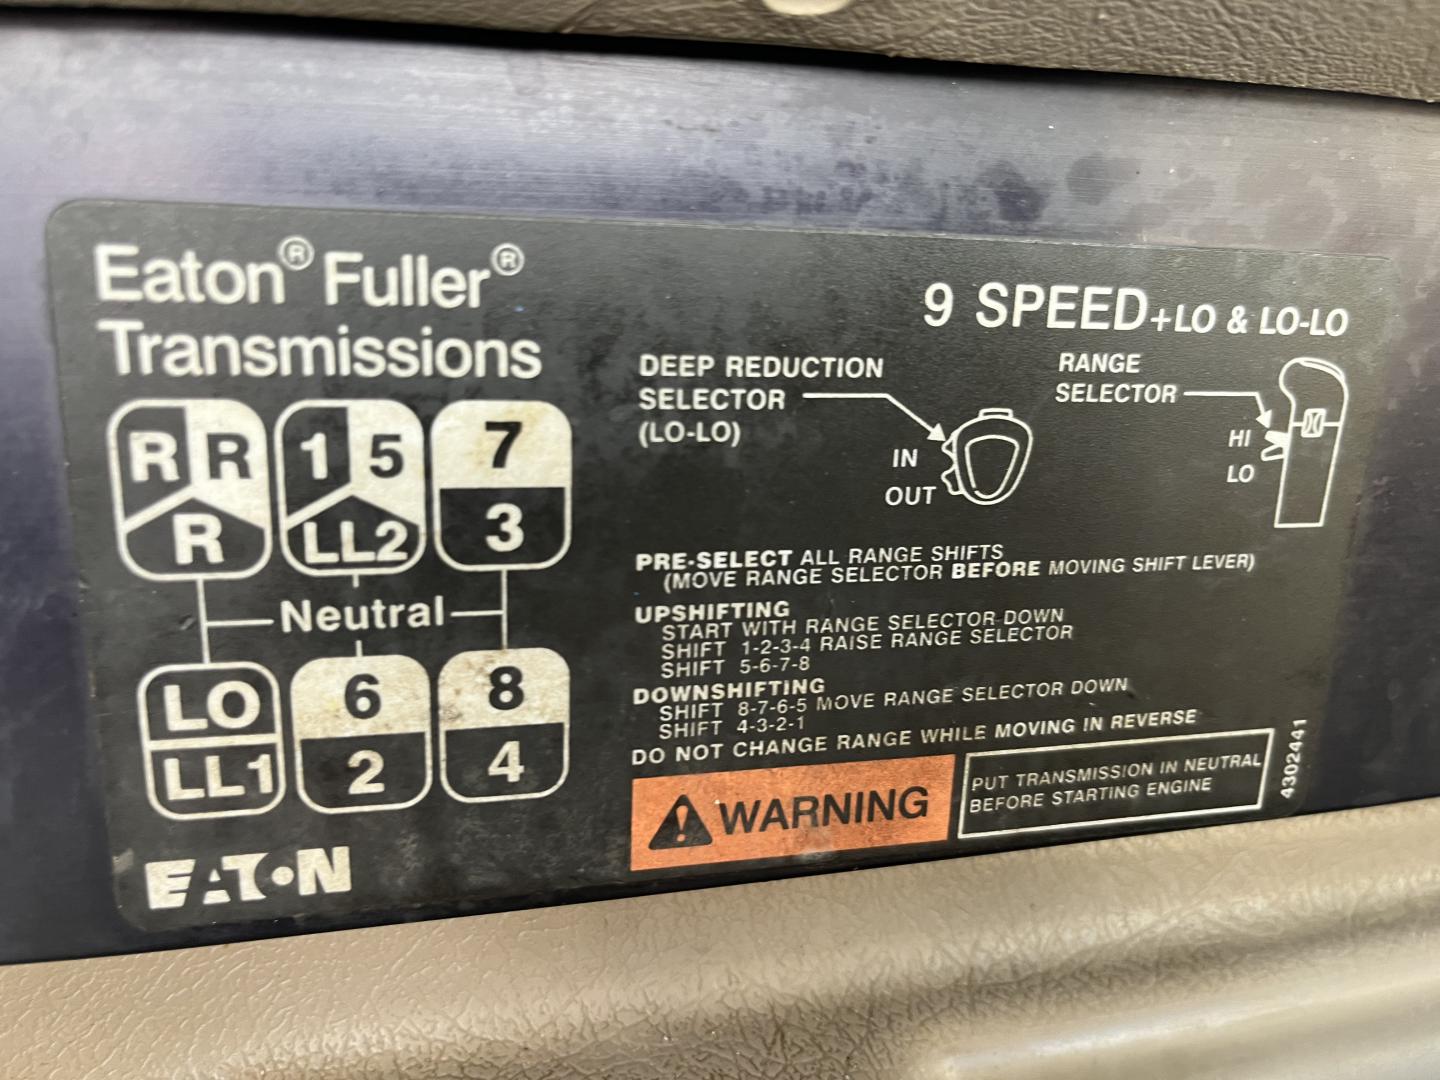 Eaton® Fuller®
Transmissions
R R
R
1 5
LL2
7
3
Neutral
LO
LL1
6
2
8
4
EATON
9 SPEED+LO & LO-LO
DEEP REDUCTION
SELECTOR
(LO-LO)
IN
OUT
RANGE
SELECTOR
HI
LO
PRE-SELECT ALL RANGE SHIFTS
(MOVE RANGE SELECTOR BEFORE MOVING SHIFT LEVER)
UPSHIFTING
START WITH RANGE SELECTOR DOWN
SHIFT 1-2-3-4 RAISE RANGE SELECTOR
SHIFT 5-6-7-8
DOWNSHIFTING
SHIFT 8-7-6-5 MOVE RANGE SELECTOR DOWN
SHIFT 4-3-2-1
DO NOT CHANGE RANGE WHILE MOVING IN REVERSE
WARNING
PUT TRANSMISSION IN NEUTRAL
BEFORE STARTING ENGINE
4302441